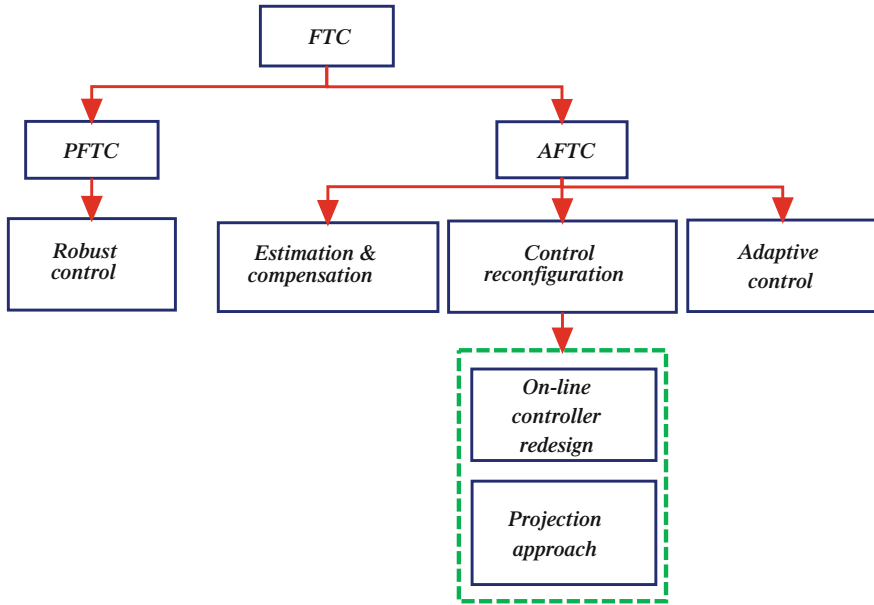 FTC
PFTC
AFTC
Robust
control
Estimation &
compensation
Control
reconfiguration
Adaptive
control
On-line
controller
redesign
Projection
approach